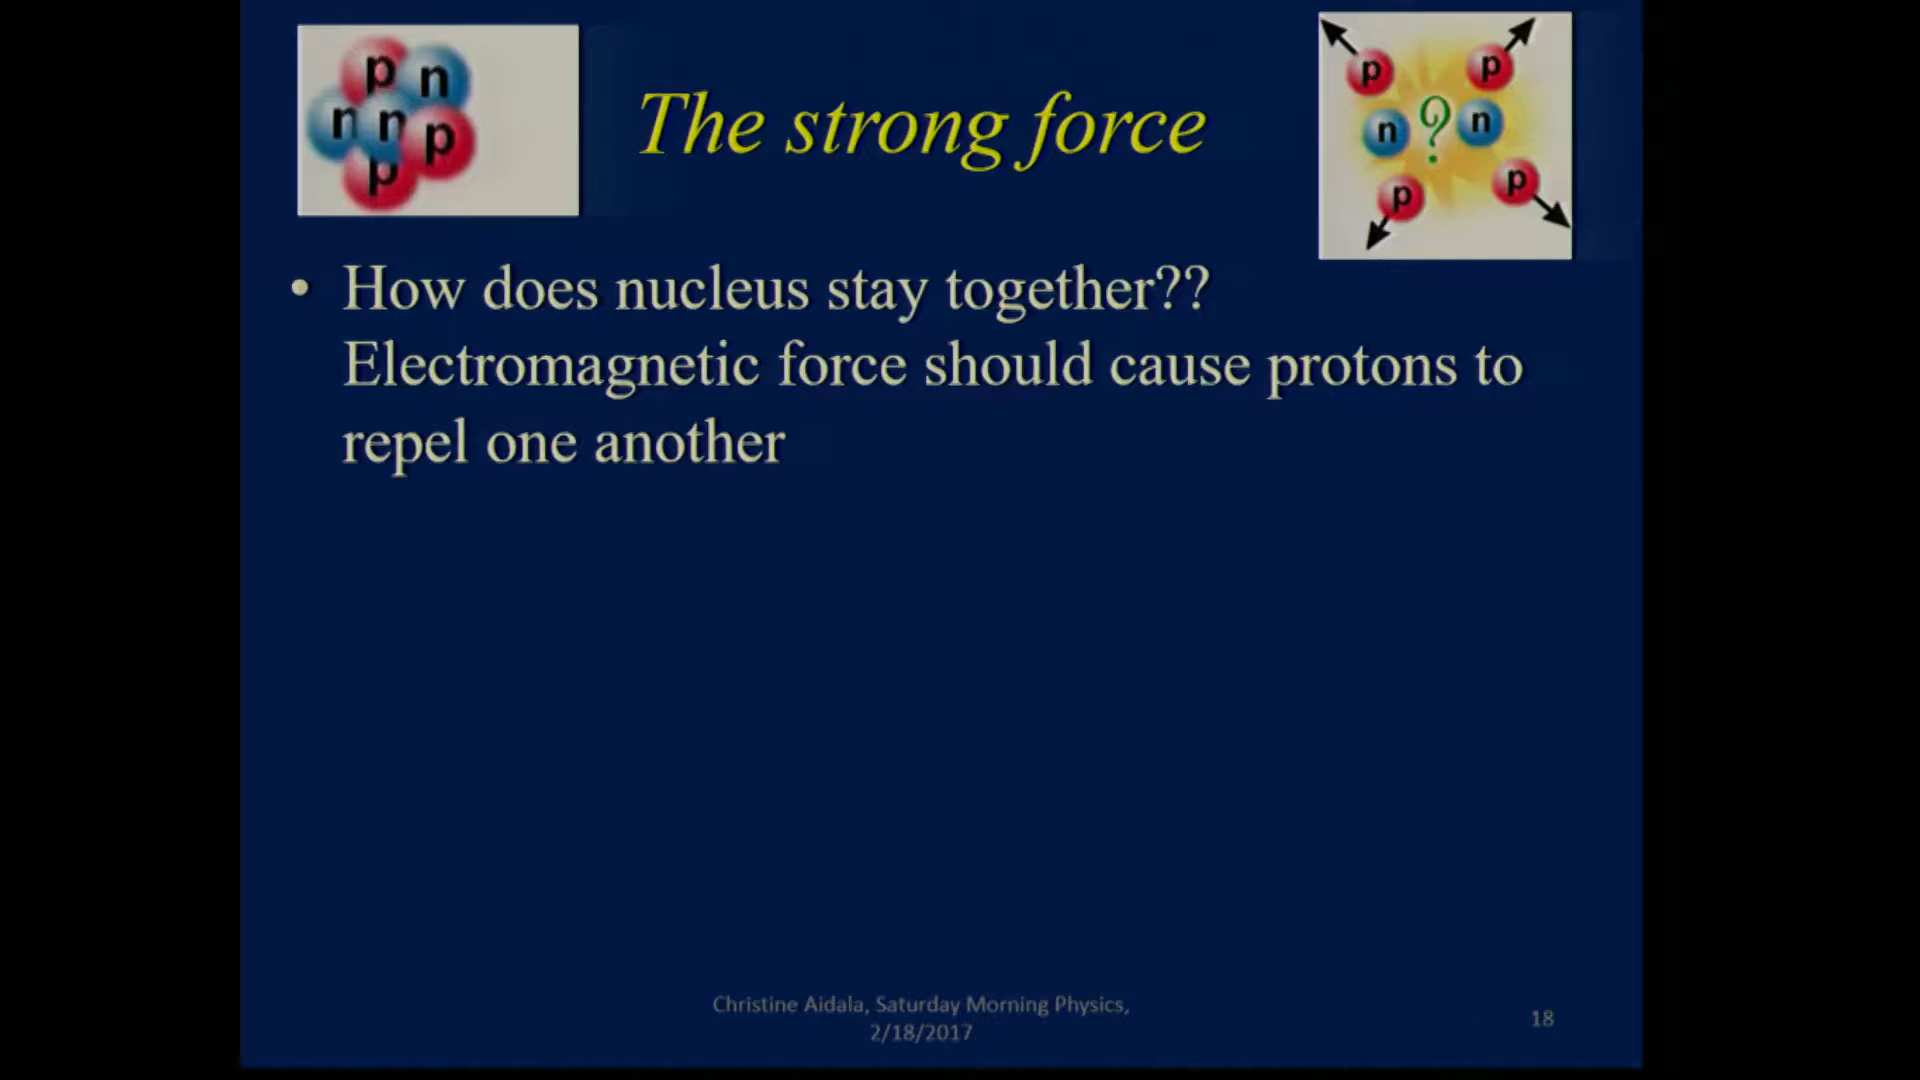 p n
n n p
p
The strong force
p p
n ? n
p p
• How does nucleus stay together??
Electromagnetic force should cause protons to
repel one another
Christine Aidala, Saturday Morning Physics,
2/18/2017
18